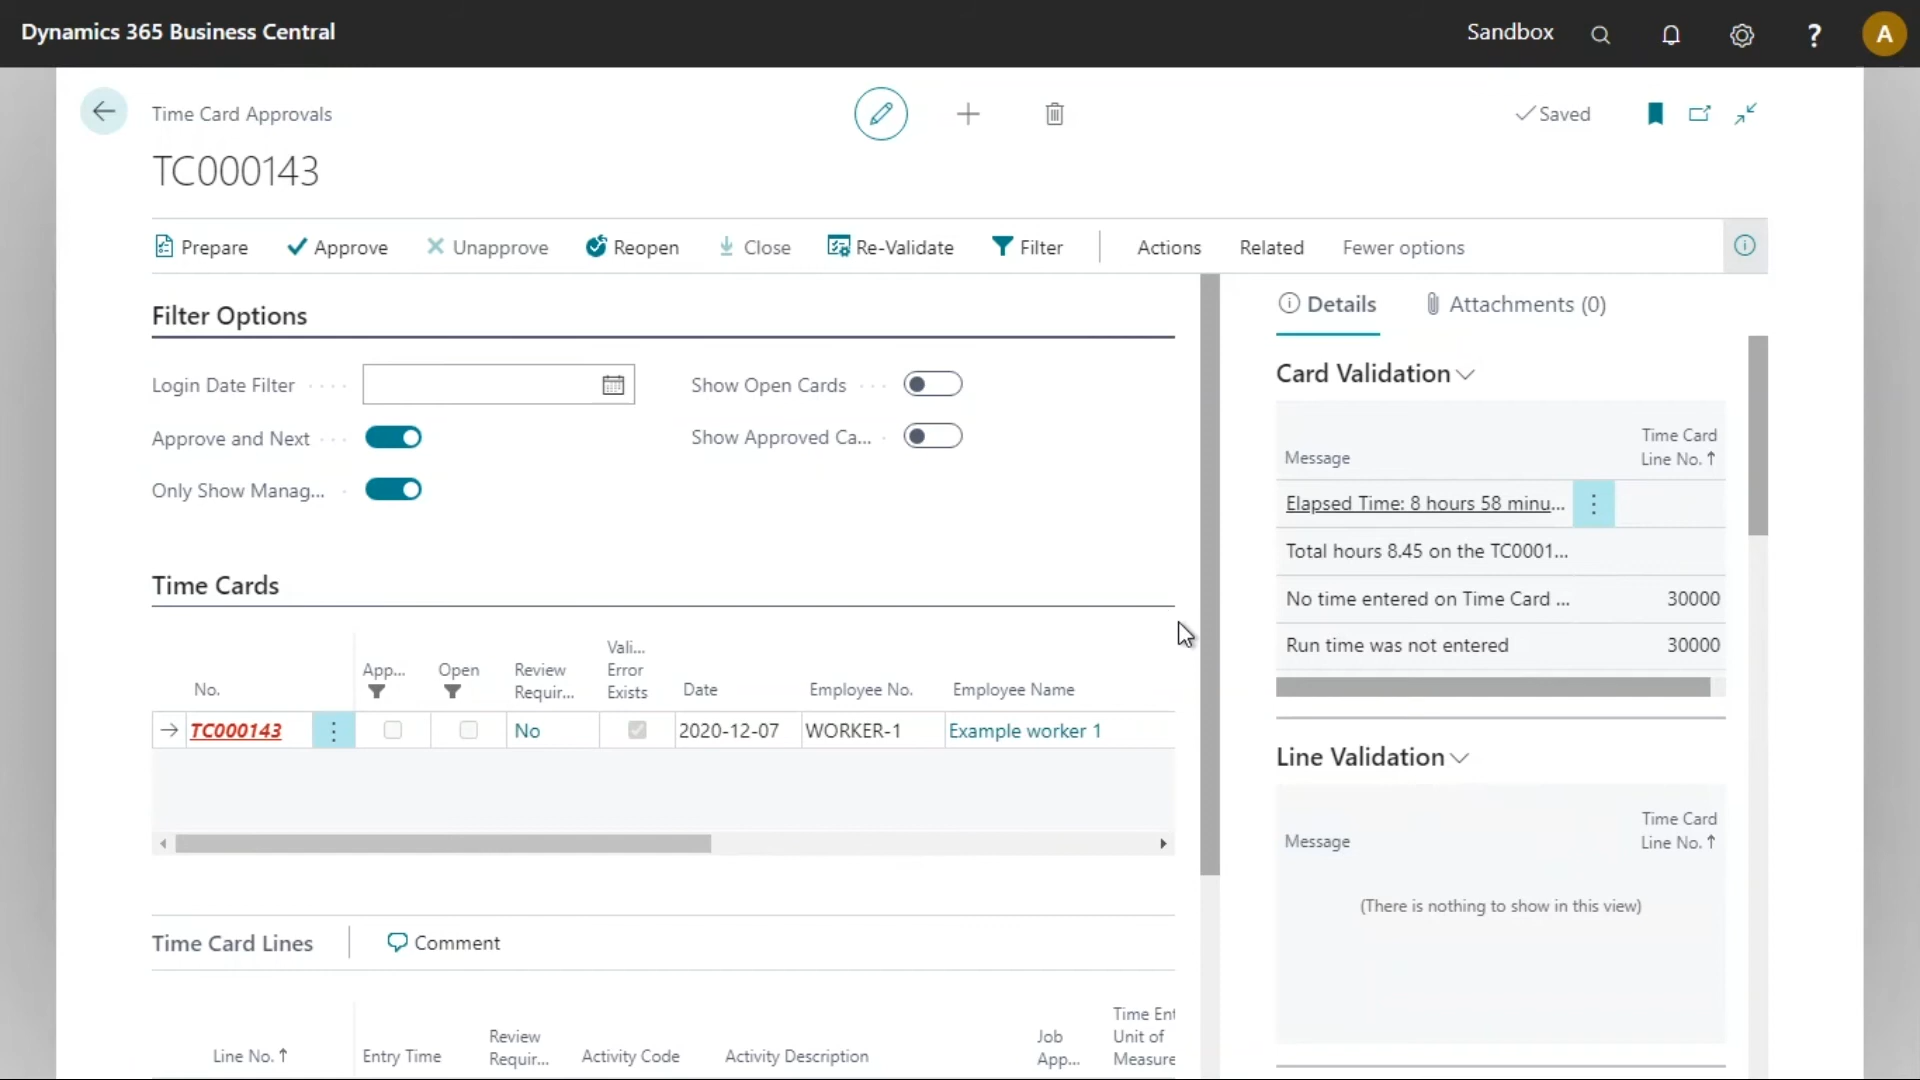 Dynamics 365 Business Central
Sandbox
?
A
Time Card Approvals
Saved
TC000143
Prepare
Approve
Unapprove
Reopen
Close
Re-Validate
Filter
Actions
Related
Fewer options
Filter Options
Login Date Filter
Show Open Cards
Approve and Next
Show Approved Ca...
Only Show Manag...
Time Cards
No.
App...
Open
Review
Requir...
Vali...
Error
Exists
Date
Employee No.
Employee Name
TC000143
No
2020-12-07
WORKER-1
Example worker 1
Time Card Lines
Comment
Line No. ↑
Entry Time
Review
Requir...
Activity Code
Activity Description
Job
App...
Time Ent
Unit of
Measure
Details
Attachments (0)
Card Validation
Message
Time Card
Line No. ↑
Elapsed Time: 8 hours 58 minu...
Total hours 8.45 on the TC0001...
No time entered on Time Card ... 30000
Run time was not entered 30000
Line Validation
Message
Time Card
Line No. ↑
(There is nothing to show in this view)